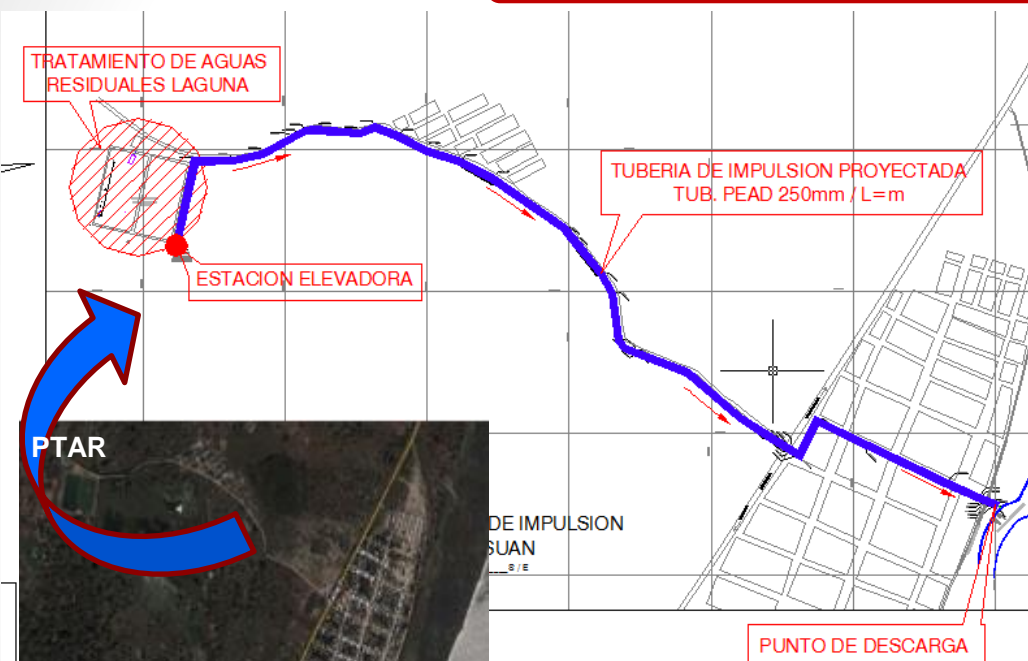 TRATAMIENTO DE AGUAS
RESIDUALES LAGUNA
TUBERIA DE IMPULSION PROYECTADA
TUB. PEAD 250mm / L=m
ESTACION ELEVADORA
PTAR
DE IMPULSION
SUAN
S/E
PUNTO DE DESCARGA